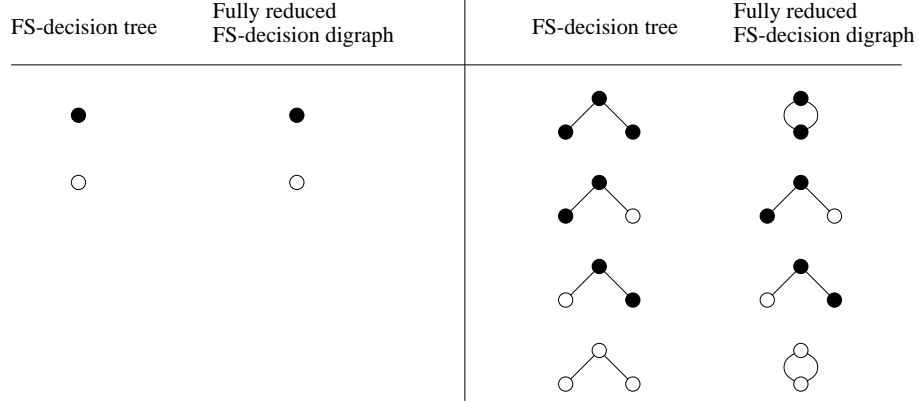 FS-decision tree
Fully reduced
FS-decision digraph
FS-decision tree
Fully reduced
FS-decision digraph